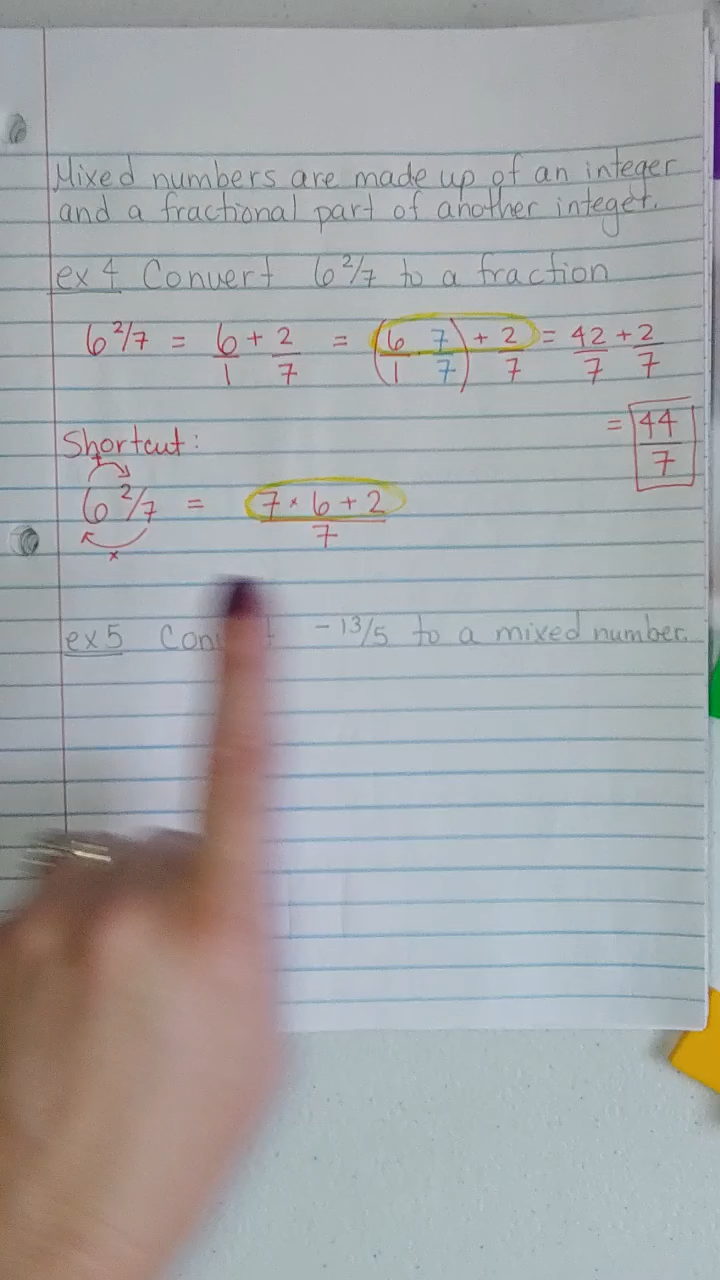 Mixed numbers are made up of an integer
and a fractional part of another integer.
ex 4 Convert 6 2/7 to a fraction
6 2/7 = 6/1 + 2/7 = (6/1 · 7/7) + 2/7 = 42/7 + 2/7
= 44/7
Shortcut:
6 2/7 = (7 × 6 + 2)/7
+
x
ex 5 -13/5 to a mixed number.